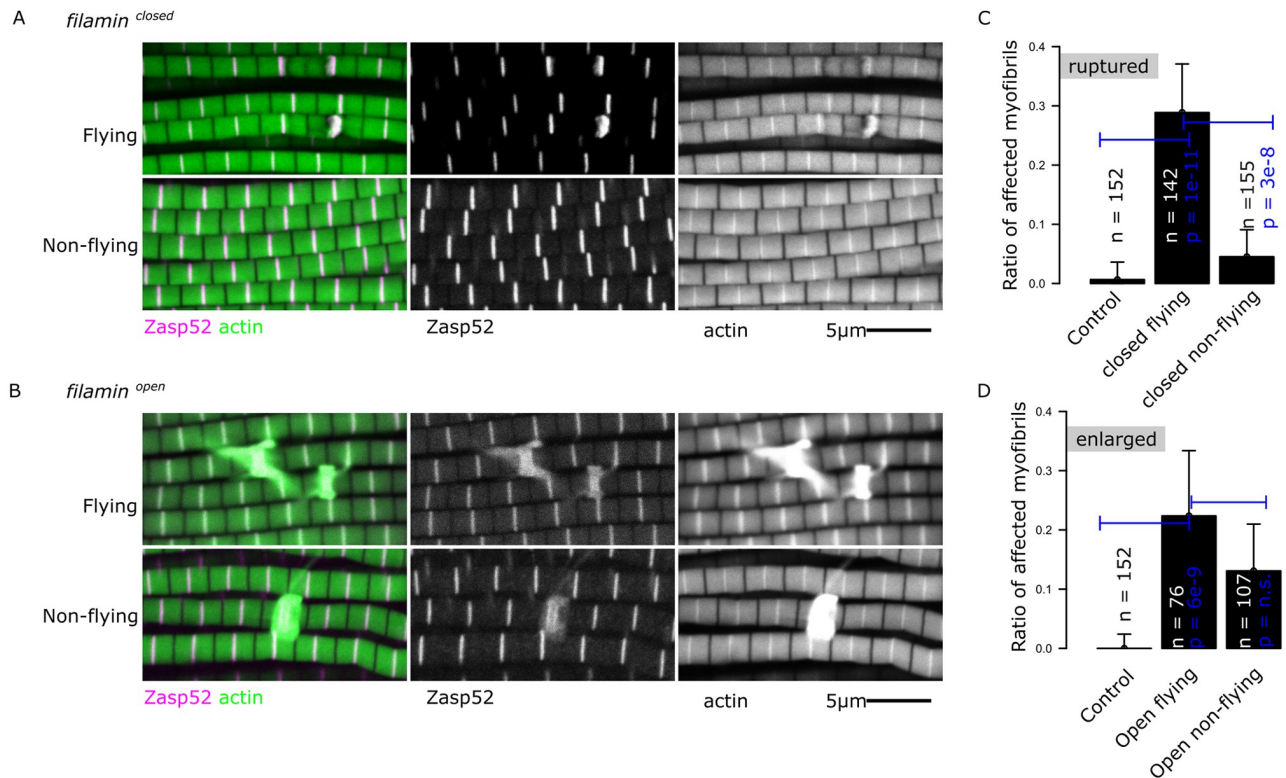 A
filamin closed
Flying
Non-flying
Zasp52 actin
Zasp52
actin
5µm
B
filamin open
Flying
Non-flying
Zasp52 actin
Zasp52
actin
5µm
C
Ratio of affected myofibrils
0.4
0.3
0.2
0.1
0.0
ruptured
n = 152
n = 142
p = 1e-11
n =155
p = 3e-8
Control
closed flying
closed non-flying
D
Ratio of affected myofibrils
0.4
0.3
0.2
0.1
0.0
enlarged
n = 152
n = 76
p = 6e-9
n = 107
p = n.s.
Control
Open flying
Open non-flying